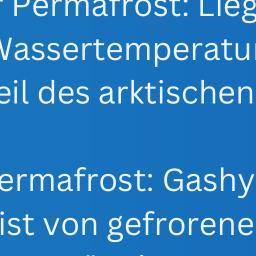 Permafrost: Lieg
Wassertemperatur
eil des arktischen
ermafrost: Gashy
ist von gefrorene